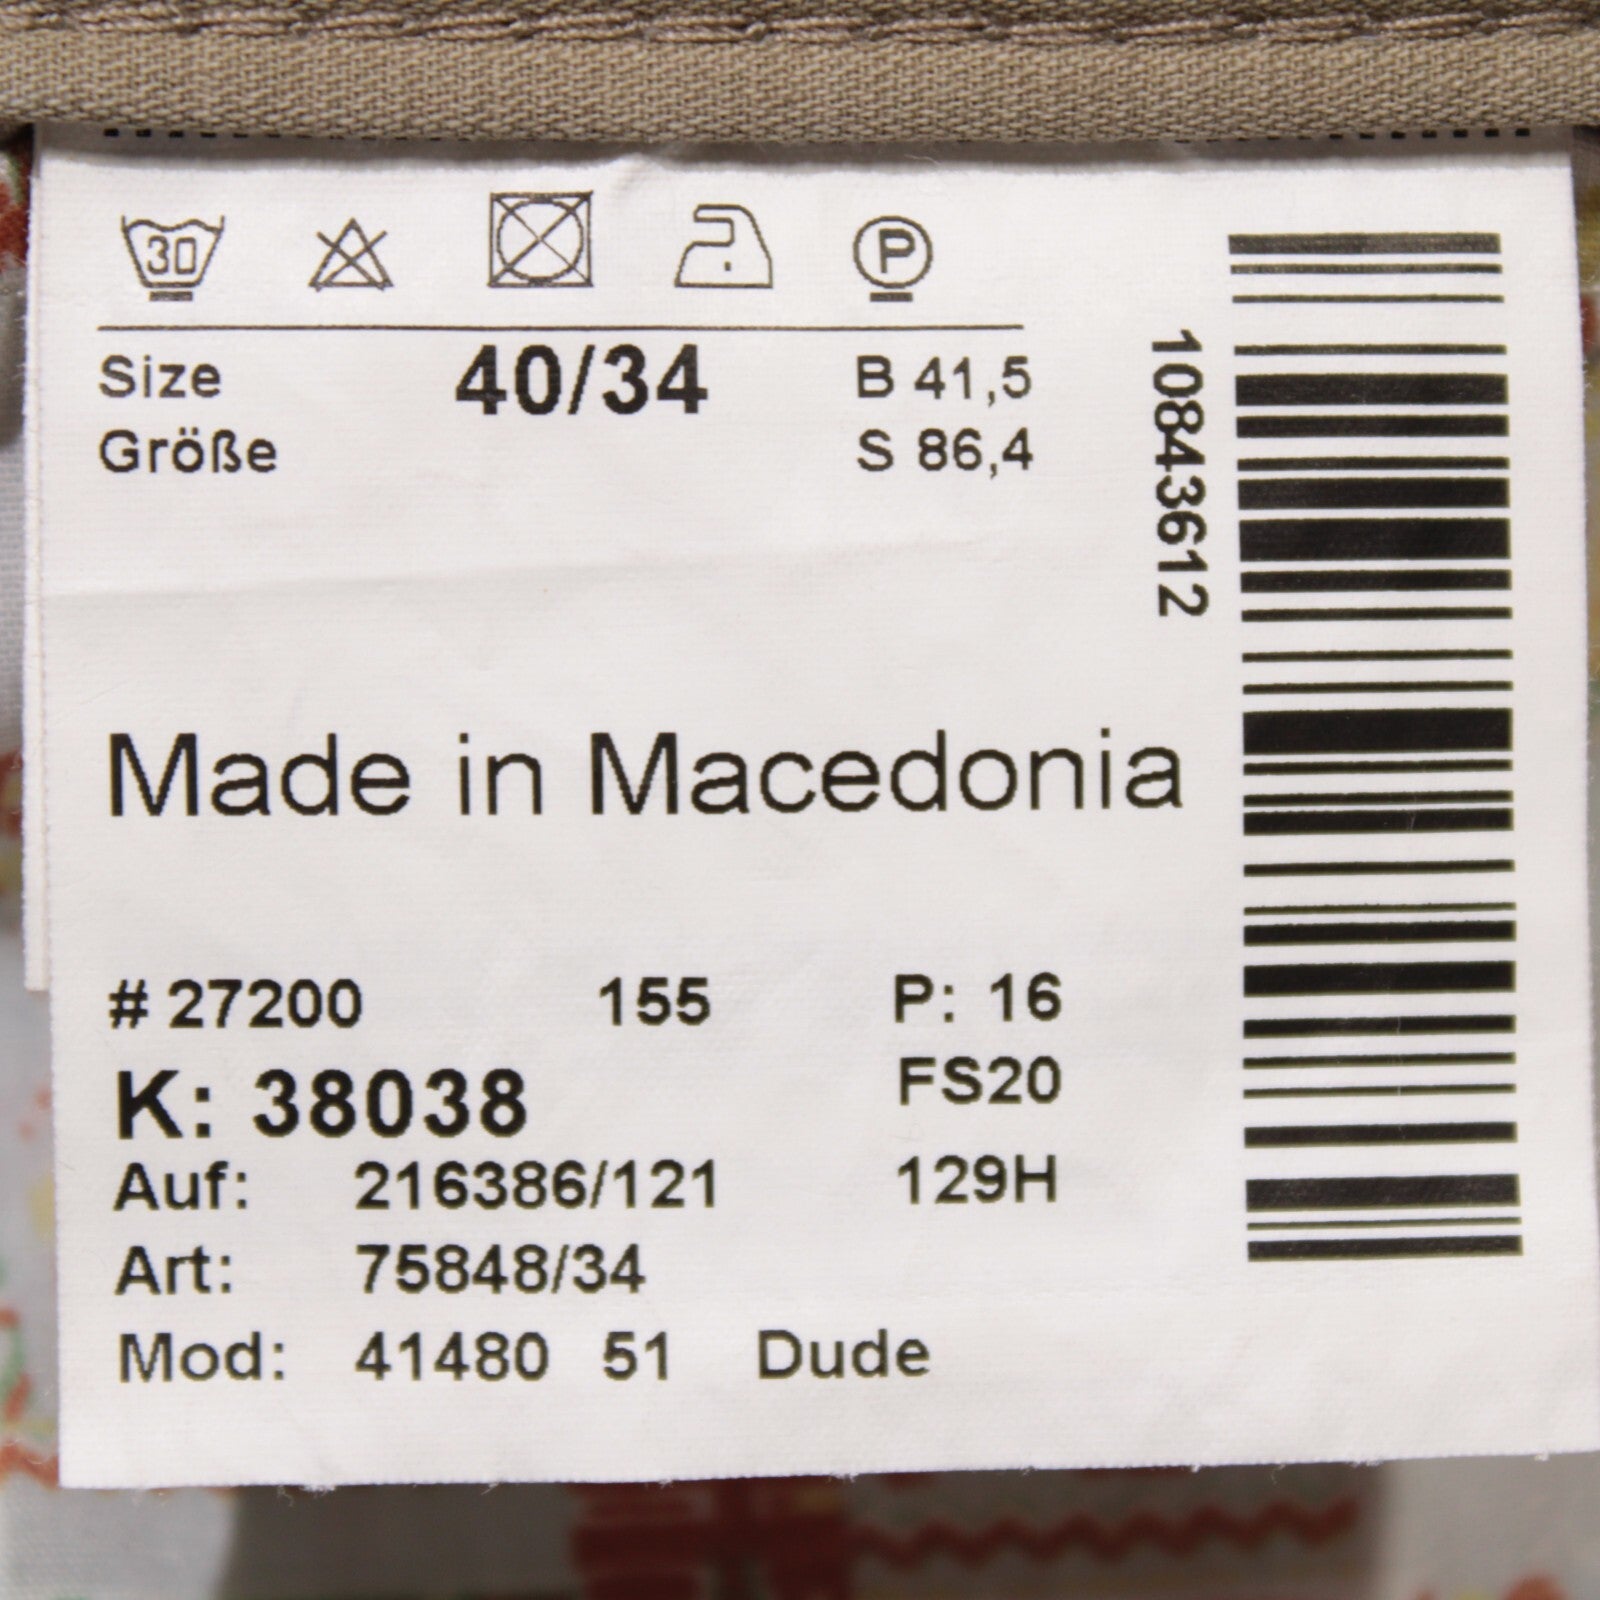 30
P
Size 40/34 B 41,5
Größe S 86,4
10843612
Made in Macedonia
# 27200 155 P: 16
K: 38038 FS20
Auf: 216386/121 129H
Art: 75848/34
Mod: 41480 51 Dude